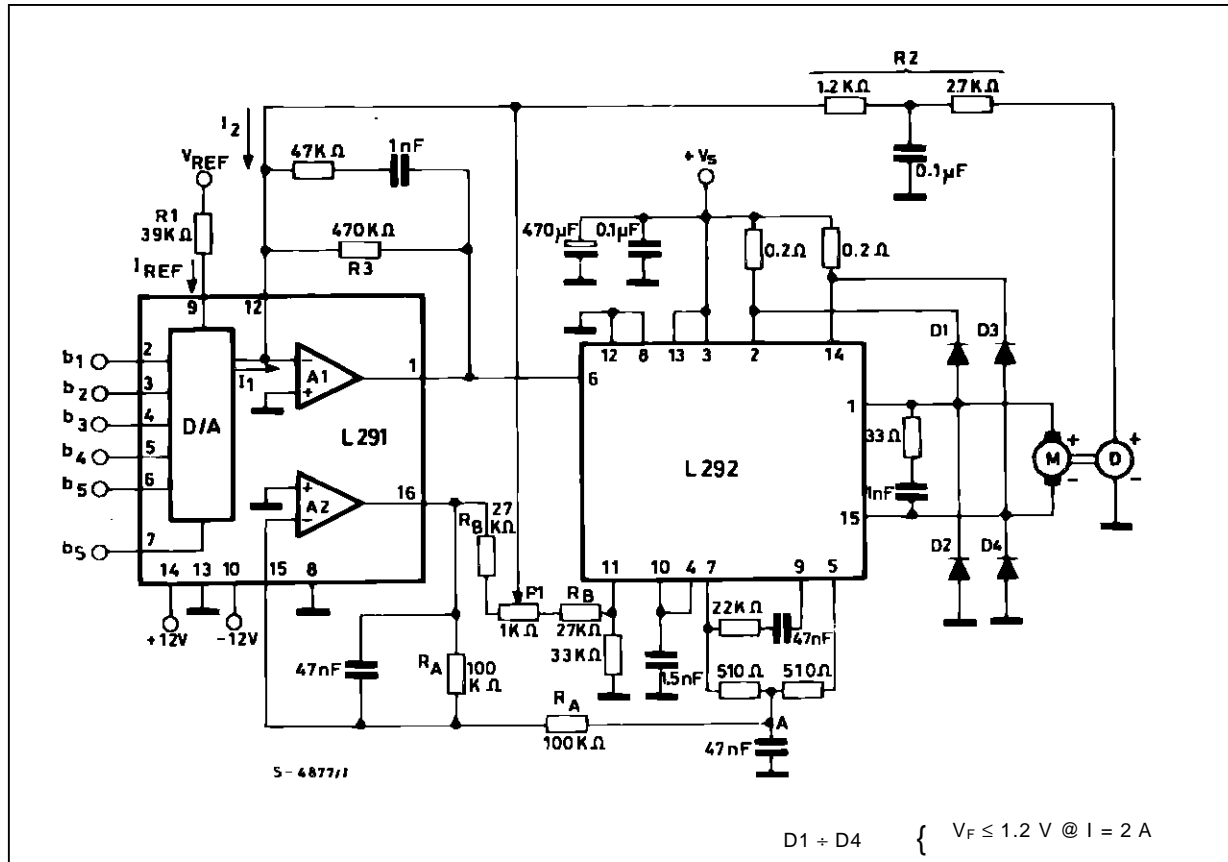 R2
1.2 KΩ
2.7 KΩ
0.1µF
I2
VREF
R1
39KΩ
IREF
47KΩ
1nF
470KΩ
R3
+ Vs
470µF
0.1µF
0.2Ω
0.2Ω
9
12
b1
2
b2
3
b3
4
b4
5
b5
6
bS
7
D/A
I1
−
A1
+
1
L291
+
A2
−
16
14
13
10
15
8
+12V
-12V
47nF
RA
100
KΩ
RB
27
KΩ
P1
1KΩ
RB
27KΩ
33KΩ
RA
100KΩ
12
8
13
3
2
14
6
L292
1
15
11
10
4
7
9
5
1.5nF
22KΩ
47nF
510Ω
510Ω
A
47nF
33Ω
1nF
D1
D3
D2
D4
M
+
−
D
+
−
S-4877/1
D1 ÷ D4 { VF ≤ 1.2 V @ I = 2 A